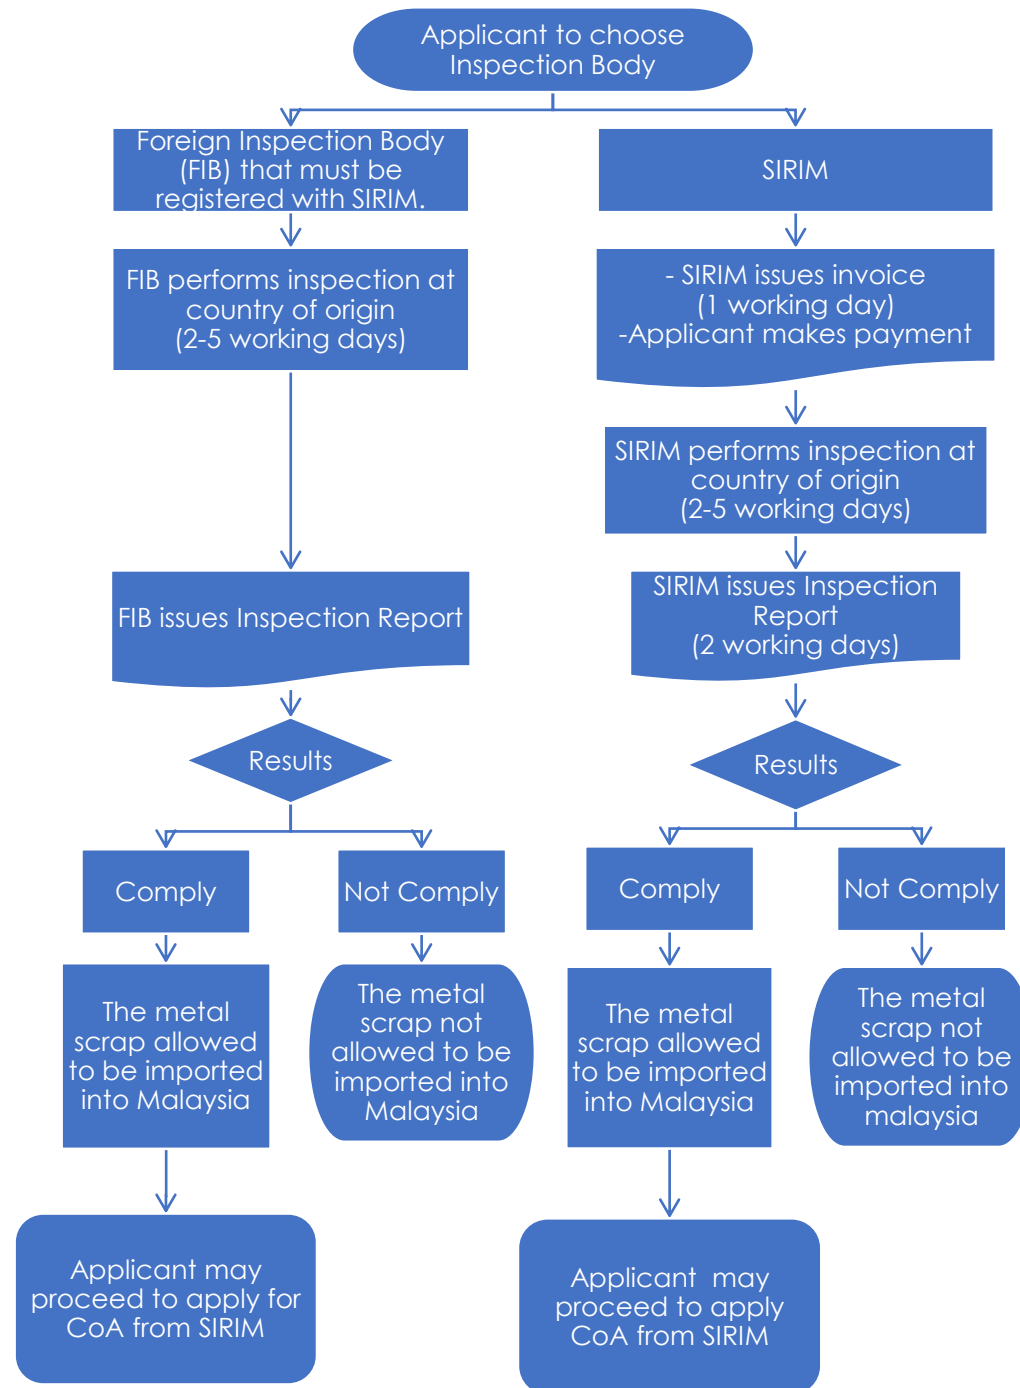 Applicant to choose
Inspection Body
Foreign Inspection Body
(FIB) that must be
registered with SIRIM.
SIRIM
FIB performs inspection at
country of origin
(2-5 working days)
- SIRIM issues invoice
(1 working day)
-Applicant makes payment
SIRIM performs inspection at
country of origin
(2-5 working days)
FIB issues Inspection Report
SIRIM issues Inspection
Report
(2 working days)
Results
Results
Comply
Not Comply
Comply
Not Comply
The metal
scrap allowed
to be imported
into Malaysia
The metal
scrap not
allowed to be
imported into
Malaysia
The metal
scrap allowed
to be imported
into Malaysia
The metal
scrap not
allowed to be
imported into
malaysia
Applicant may
proceed to apply for
CoA from SIRIM
Applicant  may
proceed to apply
CoA from SIRIM